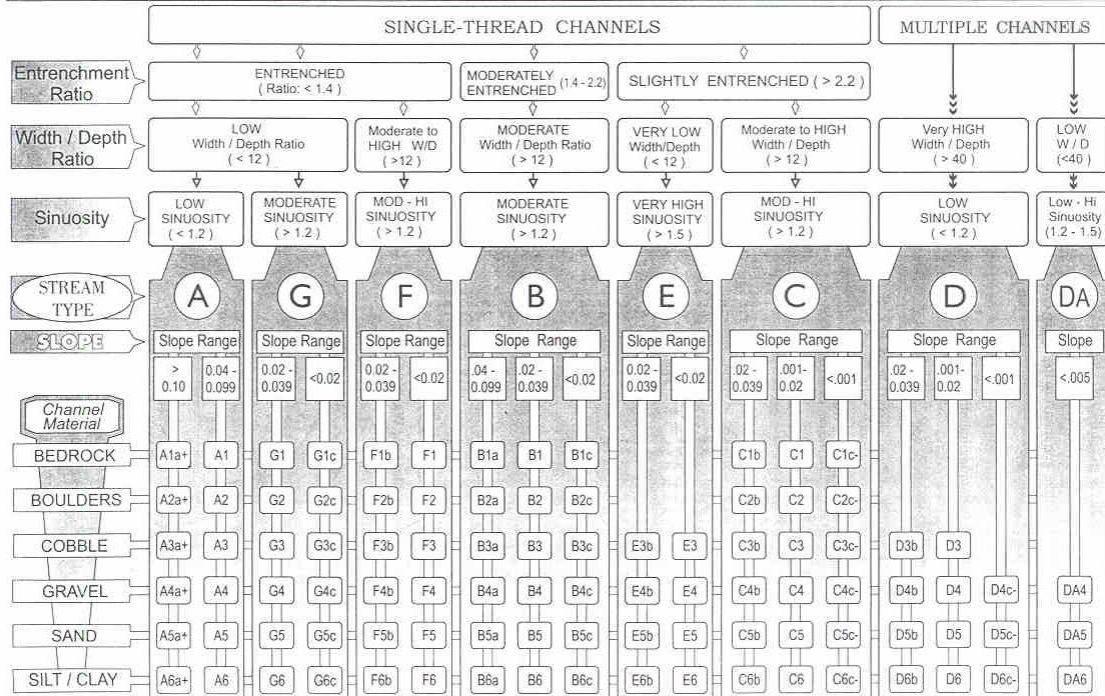 SINGLE-THREAD CHANNELS MULTIPLE CHANNELS
Entrenchment Ratio
ENTRENCHED
( Ratio: < 1.4 )
MODERATELY ENTRENCHED (1.4 - 2.2)
SLIGHTLY ENTRENCHED ( > 2.2 )
Width / Depth Ratio
LOW
Width / Depth Ratio
( < 12 )
Moderate to
HIGH W/D
( >12 )
MODERATE
Width / Depth Ratio
( > 12 )
VERY LOW
Width/Depth
( < 12 )
Moderate to HIGH
Width / Depth
( > 12 )
Very HIGH
Width / Depth
( > 40 )
LOW
W / D
( <40 )
Sinuosity
LOW
SINUOSITY
( < 1.2 )
MODERATE
SINUOSITY
( > 1.2 )
MOD - HI
SINUOSITY
( > 1.2 )
MODERATE
SINUOSITY
( > 1.2 )
VERY HIGH
SINUOSITY
( > 1.5 )
MOD - HI
SINUOSITY
( > 1.2 )
LOW
SINUOSITY
( < 1.2 )
Low - Hi
Sinuosity
(1.2 - 1.5)
STREAM
TYPE
A G F B E C D DA
SLOPE
Slope Range Slope Range Slope Range Slope Range Slope Range Slope Range Slope Range Slope
> 0.10 0.04 - 0.099 0.02 - 0.039 <0.02 0.02 - 0.039 <0.02 .04 - 0.099 .02 - 0.039 <0.02 0.02 - 0.039 <0.02 .02 - 0.039 .001- 0.02 <.001 .02 - 0.039 .001- 0.02 <.001 <.005
Channel
Material
BEDROCK A1a+ A1 G1 G1c F1b F1 B1a B1 B1c C1b C1 C1c-
BOULDERS A2a+ A2 G2 G2c F2b F2 B2a B2 B2c C2b C2 C2c-
COBBLE A3a+ A3 G3 G3c F3b F3 B3a B3 B3c E3b E3 C3b C3 C3c- D3b D3
GRAVEL A4a+ A4 G4 G4c F4b F4 B4a B4 B4c E4b E4 C4b C4 C4c- D4b D4 D4c- DA4
SAND A5a+ A5 G5 G5c F5b F5 B5a B5 B5c E5b E5 C5b C5 C5c- D5b D5 D5c- DA5
SILT / CLAY A6a+ A6 G6 G6c F6b F6 B6a B6 B6c E6b E6 C6b C6 C6c- D6b D6 D6c- DA6